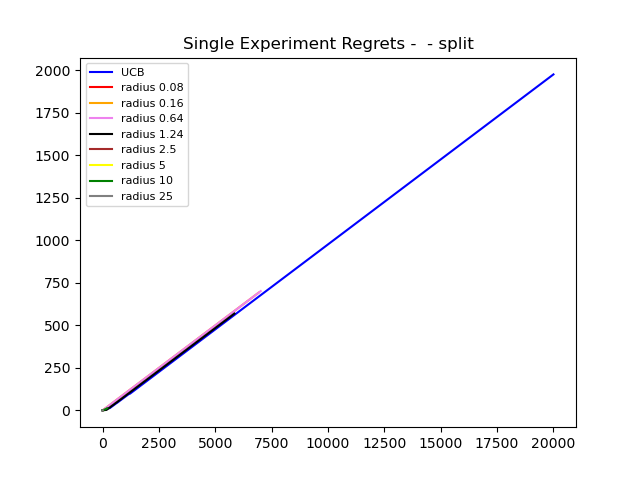 Single Experiment Regrets -  - split
2000
1750
1500
1250
1000
750
500
250
0
UCB
radius 0.08
radius 0.16
radius 0.64
radius 1.24
radius 2.5
radius 5
radius 10
radius 25
0 2500 5000 7500 10000 12500 15000 17500 20000